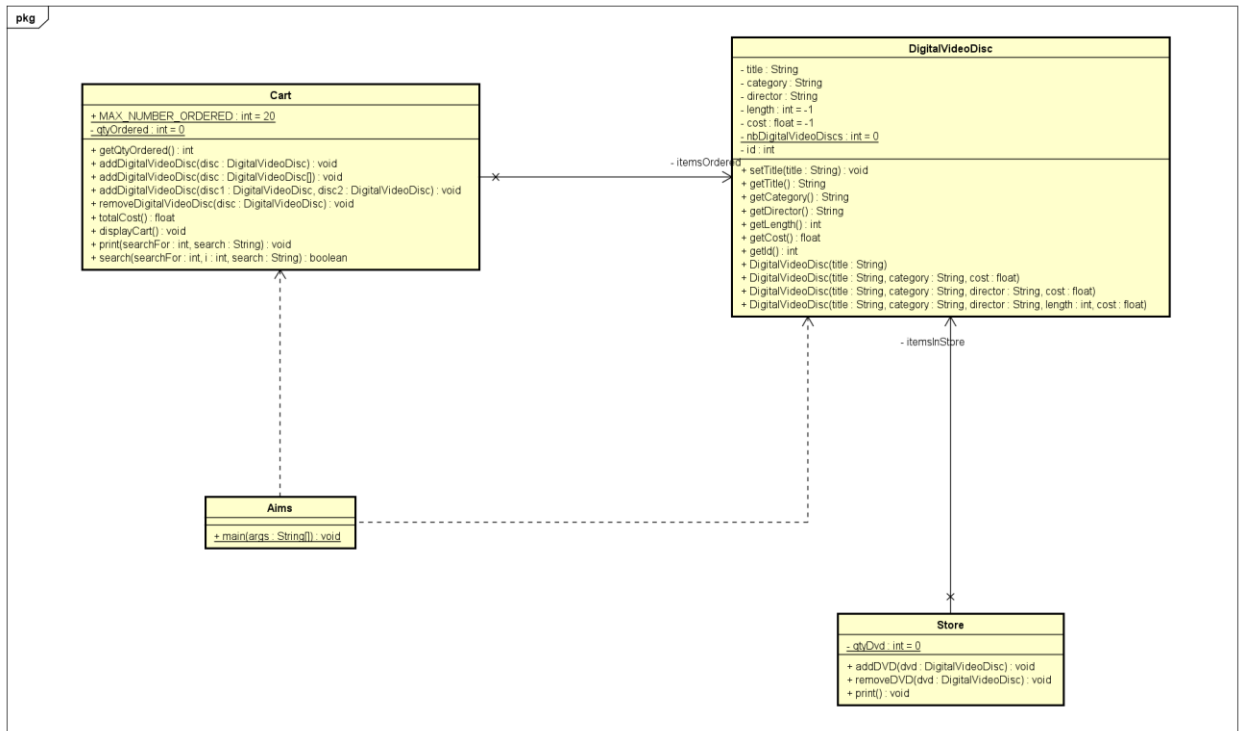 pkg
Cart
+ MAX_NUMBER_ORDERED : int = 20
- qtyOrdered : int = 0
+ getQtyOrdered() : int
+ addDigitalVideoDisc(disc : DigitalVideoDisc) : void
+ addDigitalVideoDisc(disc : DigitalVideoDisc[]) : void
+ addDigitalVideoDisc(disc1 : DigitalVideoDisc, disc2 : DigitalVideoDisc) : void
+ removeDigitalVideoDisc(disc : DigitalVideoDisc) : void
+ totalCost() : float
+ displayCart() : void
+ print(searchFor : int, search : String) : void
+ search(searchFor : int, i : int, search : String) : boolean
- itemsOrdered
DigitalVideoDisc
- title : String
- category : String
- director : String
- length : int = -1
- cost : float = -1
- nbDigitalVideoDiscs : int = 0
- id : int
+ setTitle(title : String) : void
+ getTitle() : String
+ getCategory() : String
+ getDirector() : String
+ getLength() : int
+ getCost() : float
+ getId() : int
+ DigitalVideoDisc(title : String)
+ DigitalVideoDisc(title : String, category : String, cost : float)
+ DigitalVideoDisc(title : String, category : String, director : String, cost : float)
+ DigitalVideoDisc(title : String, category : String, director : String, length : int, cost : float)
- itemsInStore
Aims
+ main(args : String[]) : void
Store
- qtyDvd : int = 0
+ addDVD(dvd : DigitalVideoDisc) : void
+ removeDVD(dvd : DigitalVideoDisc) : void
+ print() : void